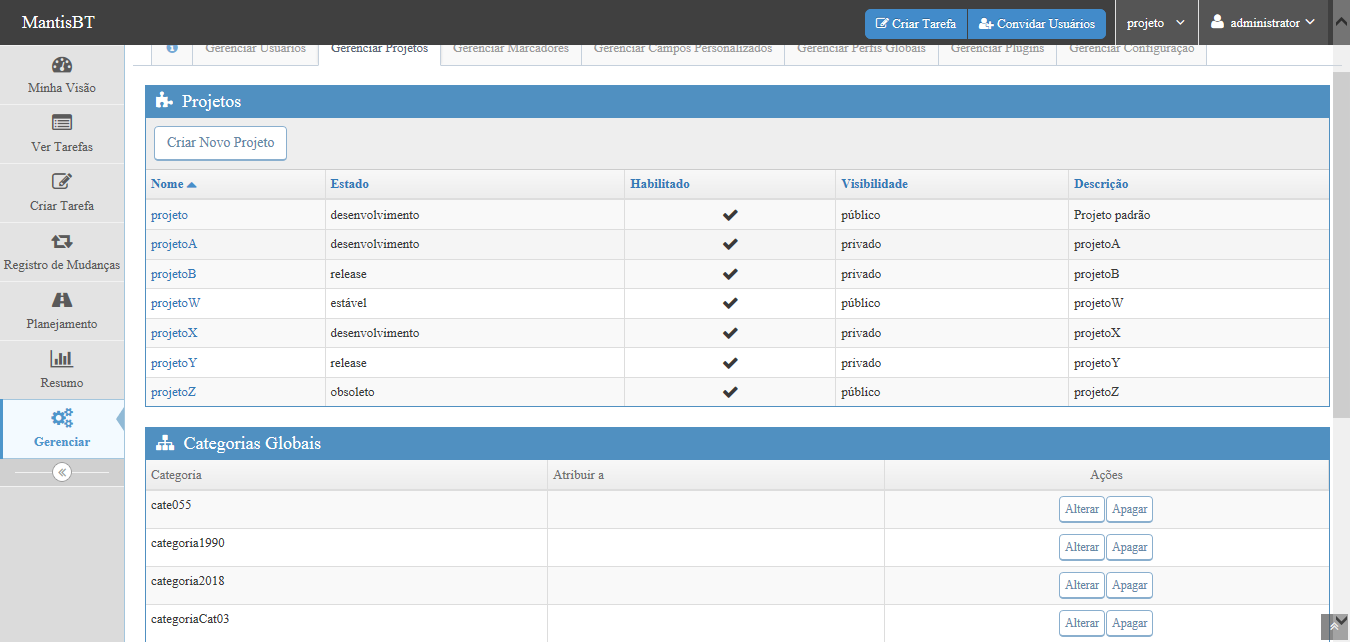 MantisBT
Criar Tarefa
Convidar Usuários
projeto
administrator
Gerenciar Usuários
Gerenciar Projetos
Gerenciar Marcadores
Gerenciar Campos Personalizados
Gerenciar Perfis Globais
Gerenciar Plugins
Gerenciar Configuração
Minha Visão
Ver Tarefas
Criar Tarefa
Registro de Mudanças
Planejamento
Resumo
Gerenciar
Projetos
Criar Novo Projeto
Nome Estado Habilitado Visibilidade Descrição
projeto desenvolvimento público Projeto padrão
projetoA desenvolvimento privado projetoA
projetoB release privado projetoB
projetoW estável público projetoW
projetoX desenvolvimento privado projetoX
projetoY release privado projetoY
projetoZ obsoleto público projetoZ
Categorias Globais
Categoria Atribuir a Ações
cate055 Alterar Apagar
categoria1990 Alterar Apagar
categoria2018 Alterar Apagar
categoriaCat03 Alterar Apagar